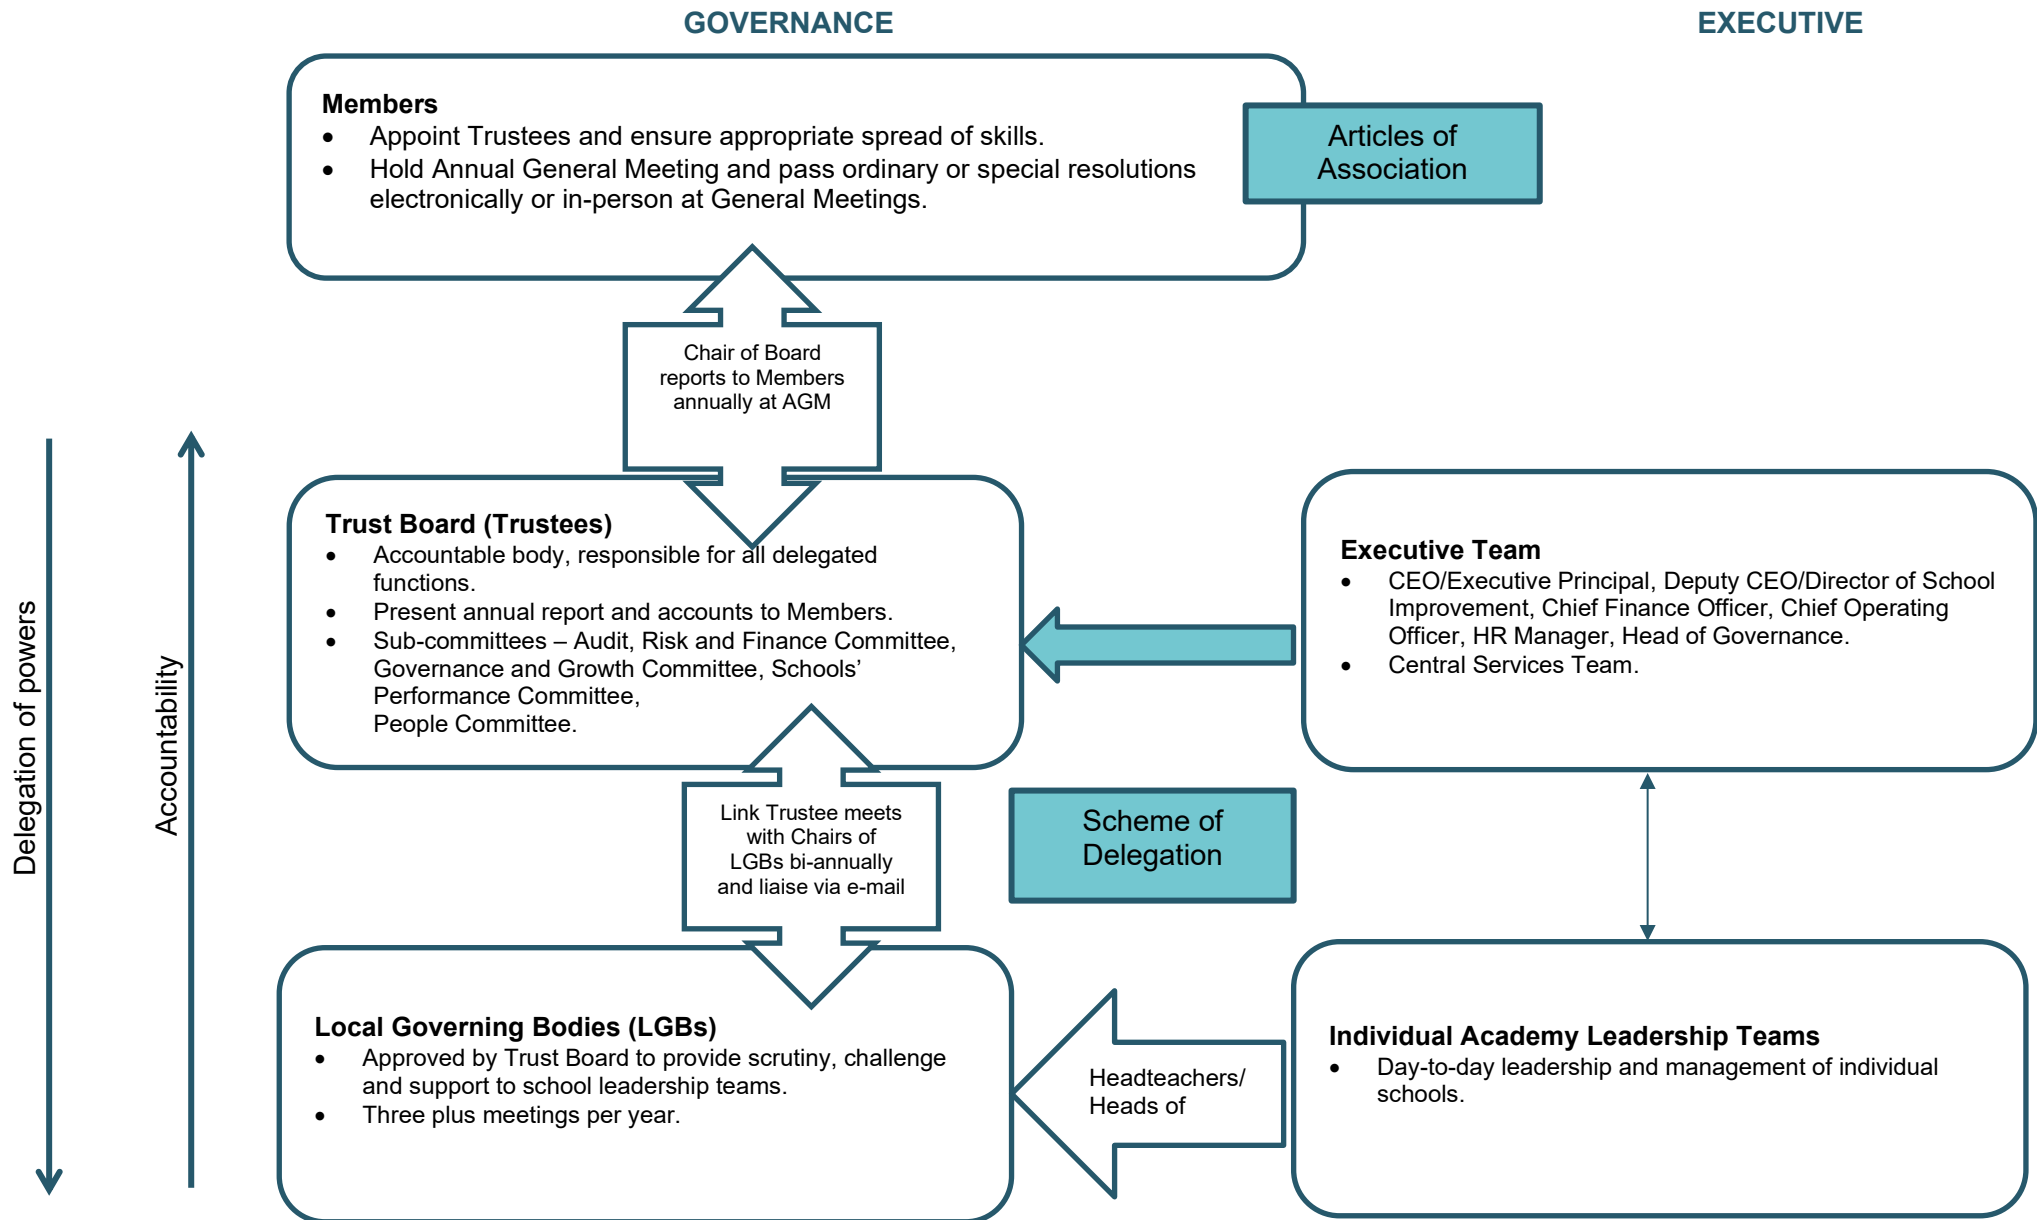 GOVERNANCE
EXECUTIVE
Members
• Appoint Trustees and ensure appropriate spread of skills.
• Hold Annual General Meeting and pass ordinary or special resolutions
electronically or in-person at General Meetings.
Articles of
Association
Chair of Board
reports to Members
annually at AGM
Delegation of powers
Accountability
Trust Board (Trustees)
• Accountable body, responsible for all delegated
functions.
• Present annual report and accounts to Members.
• Sub-committees – Audit, Risk and Finance Committee,
Governance and Growth Committee, Schools’
Performance Committee,
People Committee.
Executive Team
• CEO/Executive Principal, Deputy CEO/Director of School
Improvement, Chief Finance Officer, Chief Operating
Officer, HR Manager, Head of Governance.
• Central Services Team.
Link Trustee meets
with Chairs of
LGBs bi-annually
and liaise via e-mail
Scheme of
Delegation
Local Governing Bodies (LGBs)
• Approved by Trust Board to provide scrutiny, challenge
and support to school leadership teams.
• Three plus meetings per year.
Headteachers/
Heads of
Individual Academy Leadership Teams
• Day-to-day leadership and management of individual
schools.